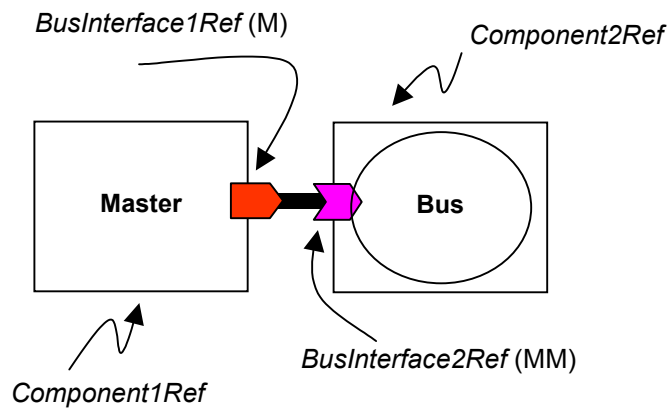 BusInterface1Ref (M)
Component2Ref
Master
Bus
BusInterface2Ref (MM)
Component1Ref